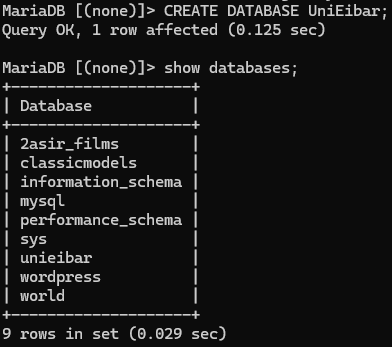 MariaDB [(none)]> CREATE DATABASE UniEibar;
Query OK, 1 row affected (0.125 sec)
MariaDB [(none)]> show databases;
+--------------------+
| Database           |
+--------------------+
| 2asir_films        |
| classicmodels      |
| information_schema |
| mysql              |
| performance_schema |
| sys                |
| unieibar           |
| wordpress          |
| world              |
+--------------------+
9 rows in set (0.029 sec)